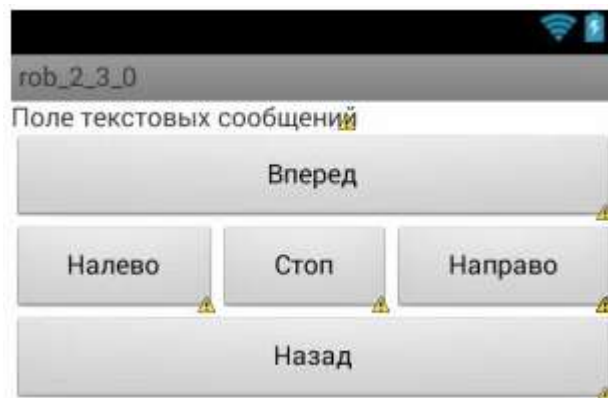 rob_2_3_0
Поле текстовых сообщений
Вперед
Налево Стоп Направо
Назад